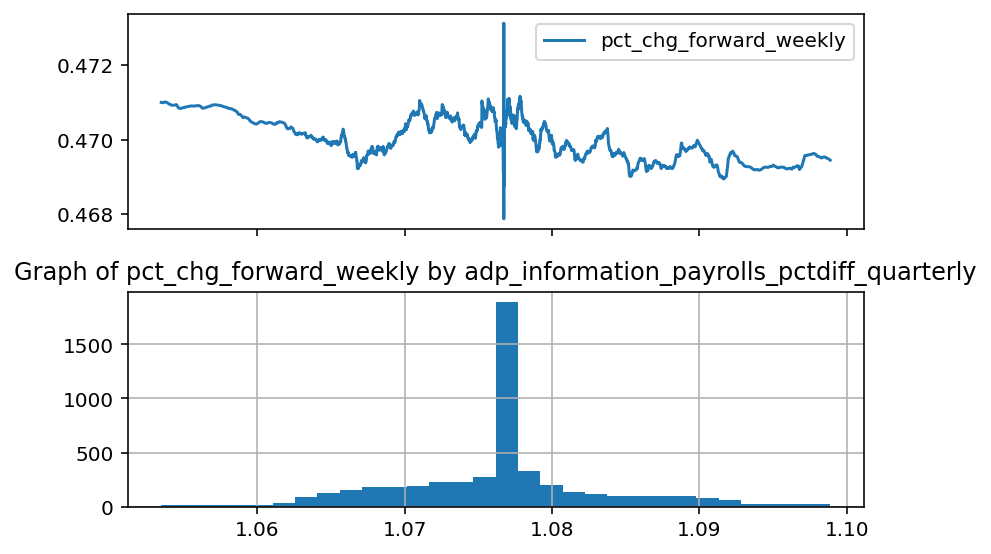 pct_chg_forward_weekly
0.472
0.470
0.468
Graph of pct_chg_forward_weekly by adp_information_payrolls_pctdiff_quarterly
1500
1000
500
0
1.06 1.07 1.08 1.09 1.10